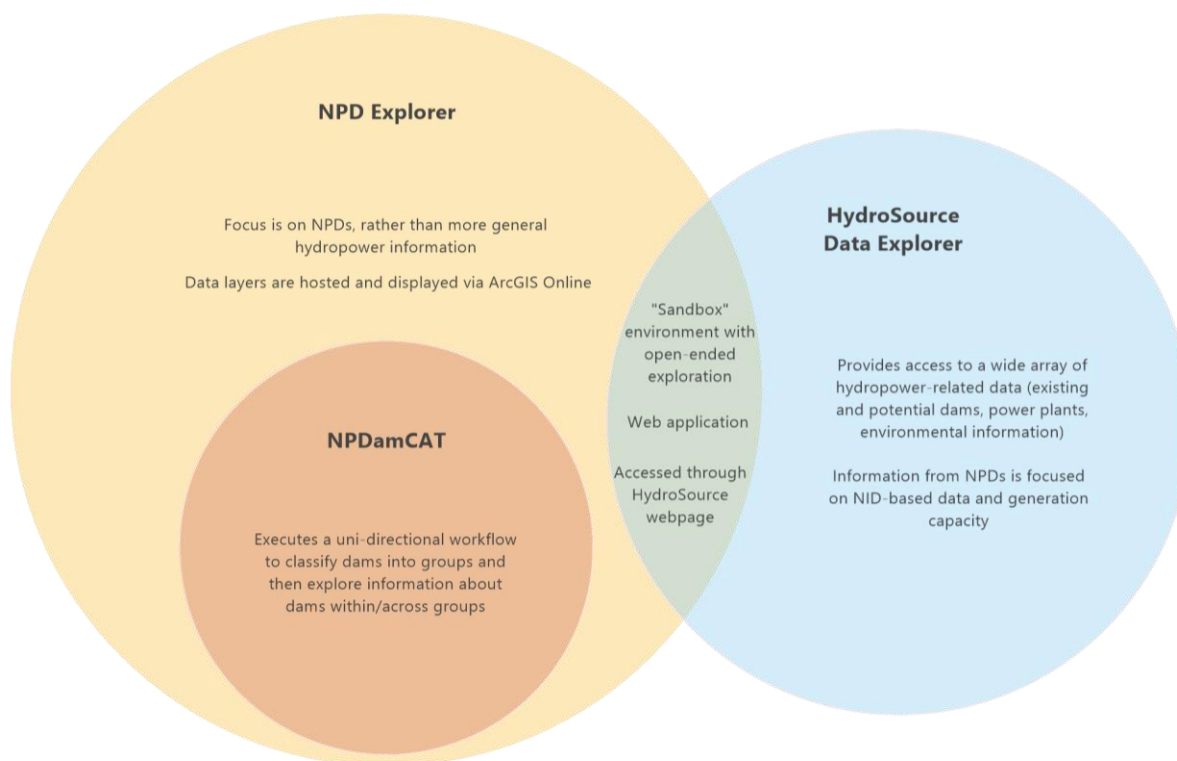 NPD Explorer
Focus is on NPDs, rather than more general
hydropower information
Data layers are hosted and displayed via ArcGIS Online
NPDamCAT
Executes a uni-directional workflow
to classify dams into groups and
then explore information about
dams within/across groups
"Sandbox"
environment with
open-ended
exploration
Web application
Accessed through
HydroSource
webpage
HydroSource
Data Explorer
Provides access to a wide array of
hydropower-related data (existing
and potential dams, power plants,
environmental information)
Information from NPDs is focused
on NID-based data and generation
capacity